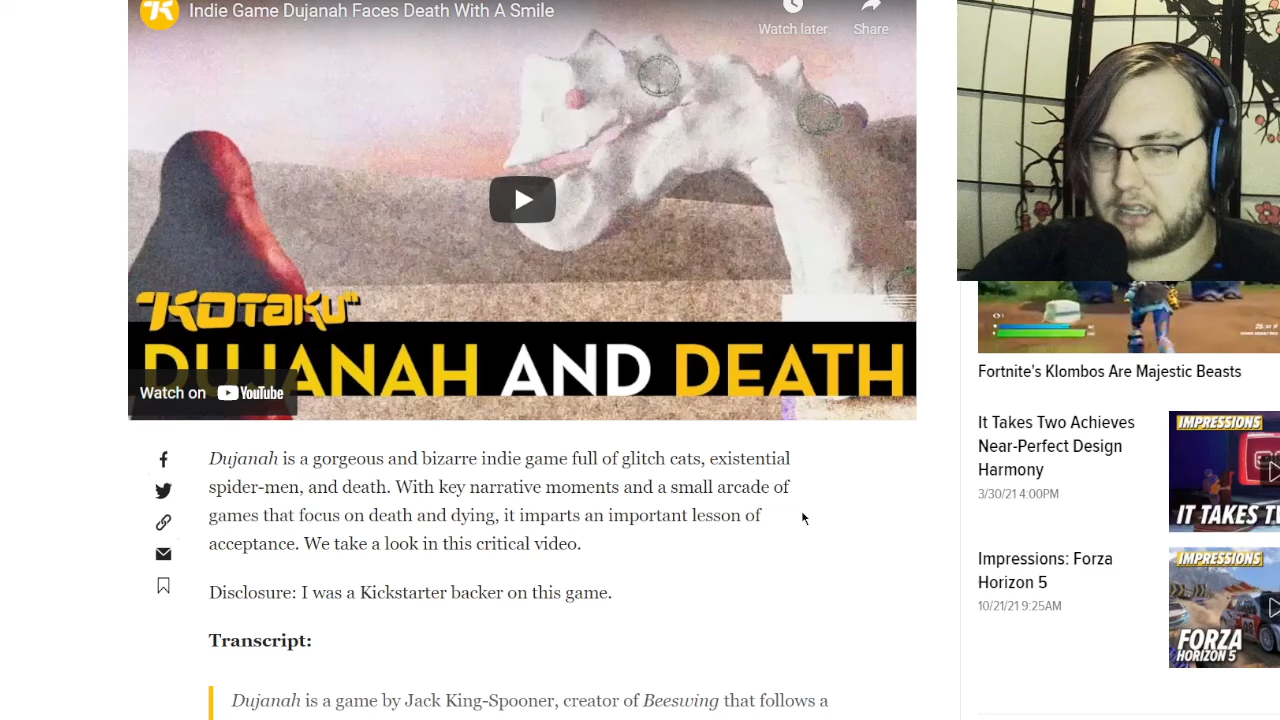 Indie Game Dujanah Faces Death With A Smile
Watch later
Share
KOTAKU
DUJANAH AND DEATH
Watch on YouTube
Dujanah is a gorgeous and bizarre indie game full of glitch cats, existential
spider-men, and death. With key narrative moments and a small arcade of
games that focus on death and dying, it imparts an important lesson of
acceptance. We take a look in this critical video.
Disclosure: I was a Kickstarter backer on this game.
Transcript:
Dujanah is a game by Jack King-Spooner, creator of Beeswing that follows a
Fortnite's Klombos Are Majestic Beasts
It Takes Two Achieves
Near-Perfect Design
Harmony
3/30/21 4:00PM
IMPRESSIONS
IT TAKES T
Impressions: Forza
Horizon 5
10/21/21 9:25AM
IMPRESSIONS
FORZA
HORIZON 5